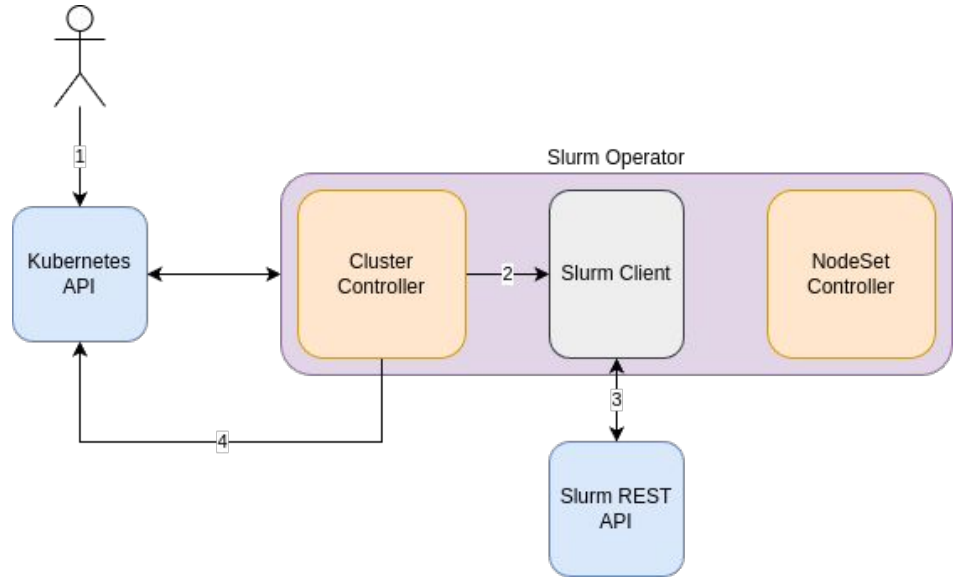 1
Slurm Operator
Kubernetes
API
Cluster
Controller
2
Slurm Client
NodeSet
Controller
3
4
Slurm REST
API